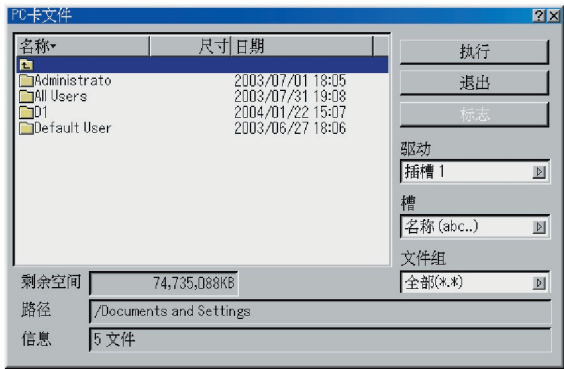 PC卡文件
名称 尺寸 日期
Administrato 2003/07/01 18:05
All Users 2003/07/31 19:08
D1 2004/01/22 15:07
Default User 2003/06/27 18:06
执行
退出
标志
驱动
插槽 1
槽
名称(abc..)
文件组
全部(*.*)
剩余空间 74,735,088KB
路径 /Documents and Settings
信息 5 文件